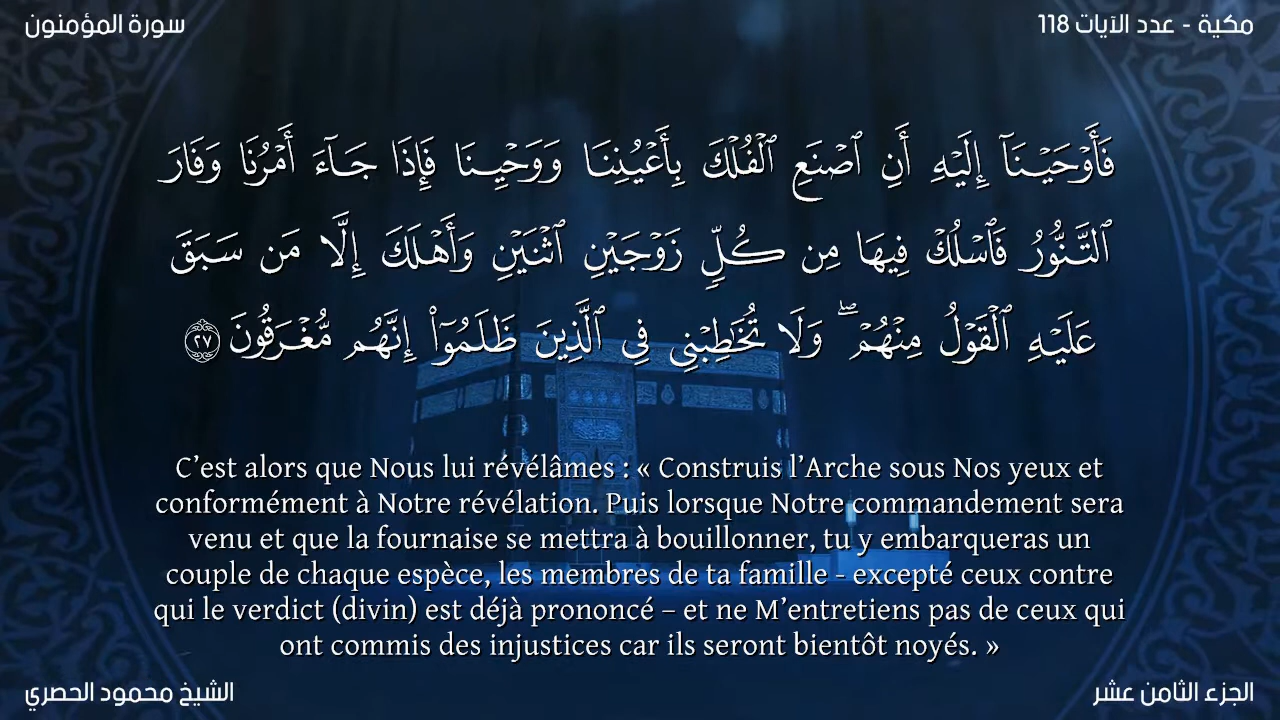 سورة المؤمنون
مكية - عدد الآيات 118
فَأَوْحَيْنَآ إِلَيْهِ أَنِ ٱصْنَعِ ٱلْفُلْكَ بِأَعْيُنِنَا وَوَحْيِنَا فَإِذَا جَآءَ أَمْرُنَا وَفَارَ
ٱلتَّنُّورُ فَٱسْلُكْ فِيهَا مِن كُلٍّ زَوْجَيْنِ ٱثْنَيْنِ وَأَهْلَكَ إِلَّا مَن سَبَقَ
عَلَيْهِ ٱلْقَوْلُ مِنْهُمْ ۖ وَلَا تُخَٰطِبْنِى فِى ٱلَّذِينَ ظَلَمُوٓا۟ إِنَّهُم مُّغْرَقُونَ ٢٧
C’est alors que Nous lui révélâmes : « Construis l’Arche sous Nos yeux et
conformément à Notre révélation. Puis lorsque Notre commandement sera
venu et que la fournaise se mettra à bouillonner, tu y embarqueras un
couple de chaque espèce, les membres de ta famille - excepté ceux contre
qui le verdict (divin) est déjà prononcé – et ne M’entretiens pas de ceux qui
ont commis des injustices car ils seront bientôt noyés. »
الشيخ محمود الحصري
الجزء الثامن عشر